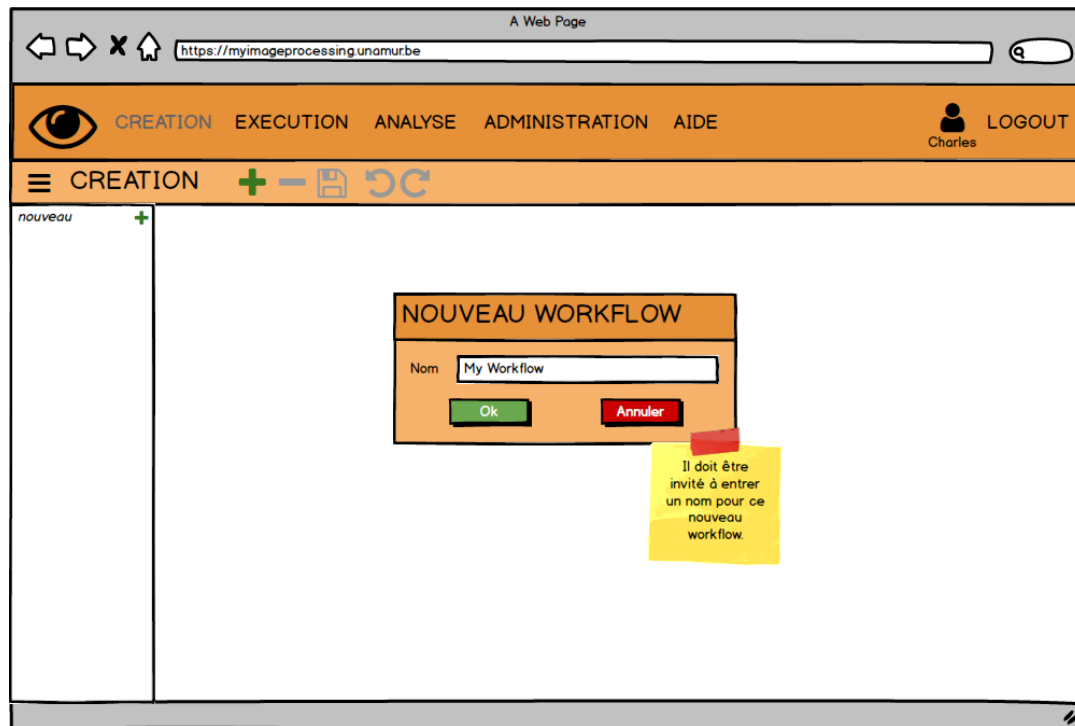 A Web Page
https://myimageprocessing.unamur.be
CREATION EXECUTION ANALYSE ADMINISTRATION AIDE
Charles
LOGOUT
CREATION
nouveau
NOUVEAU WORKFLOW
Nom My Workflow
Ok Annuler
Il doit être
invité à entrer
un nom pour ce
nouveau
workflow.